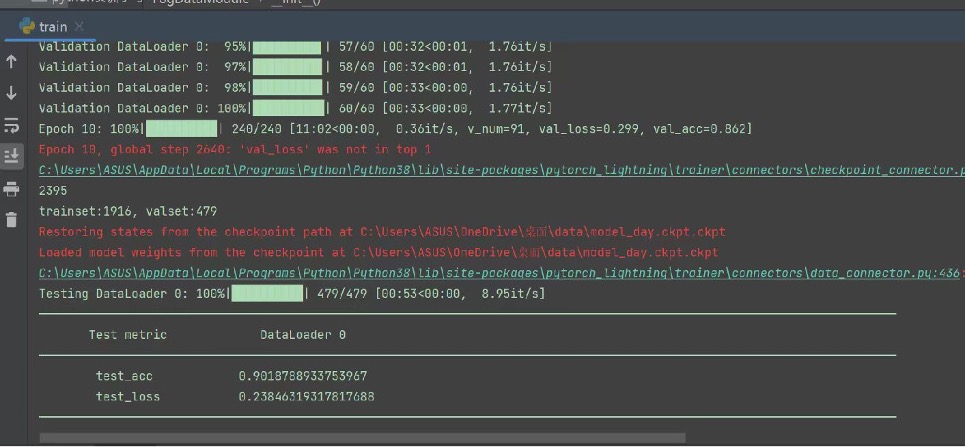 train
Validation DataLoader 0:  95%| | 57/60 [00:32<00:01,  1.76it/s]
Validation DataLoader 0:  97%| | 58/60 [00:32<00:01,  1.76it/s]
Validation DataLoader 0:  98%| | 59/60 [00:33<00:00,  1.76it/s]
Validation DataLoader 0: 100%| | 60/60 [00:33<00:00,  1.77it/s]
Epoch 10: 100%| | 240/240 [11:02<00:00,  0.36it/s, v_num=91, val_loss=0.299, val_acc=0.862]
Epoch 10, global step 2640: 'val_loss' was not in top 1
C:\Users\ASUS\AppData\Local\Programs\Python\Python38\lib\site-packages\pytorch_lightning\trainer\connectors\checkpoint_connector.p
2395
trainset:1916, valset:479
Restoring states from the checkpoint path at C:\Users\ASUS\OneDrive\桌面\data\model_day.ckpt.ckpt
Loaded model weights from the checkpoint at C:\Users\ASUS\OneDrive\桌面\data\model_day.ckpt.ckpt
C:\Users\ASUS\AppData\Local\Programs\Python\Python38\lib\site-packages\pytorch_lightning\trainer\connectors\data_connector.py:436:
Testing DataLoader 0: 100%| | 479/479 [00:53<00:00,  8.95it/s]
Test metric DataLoader 0
test_acc 0.9018788933753967
test_loss 0.23846319317817688